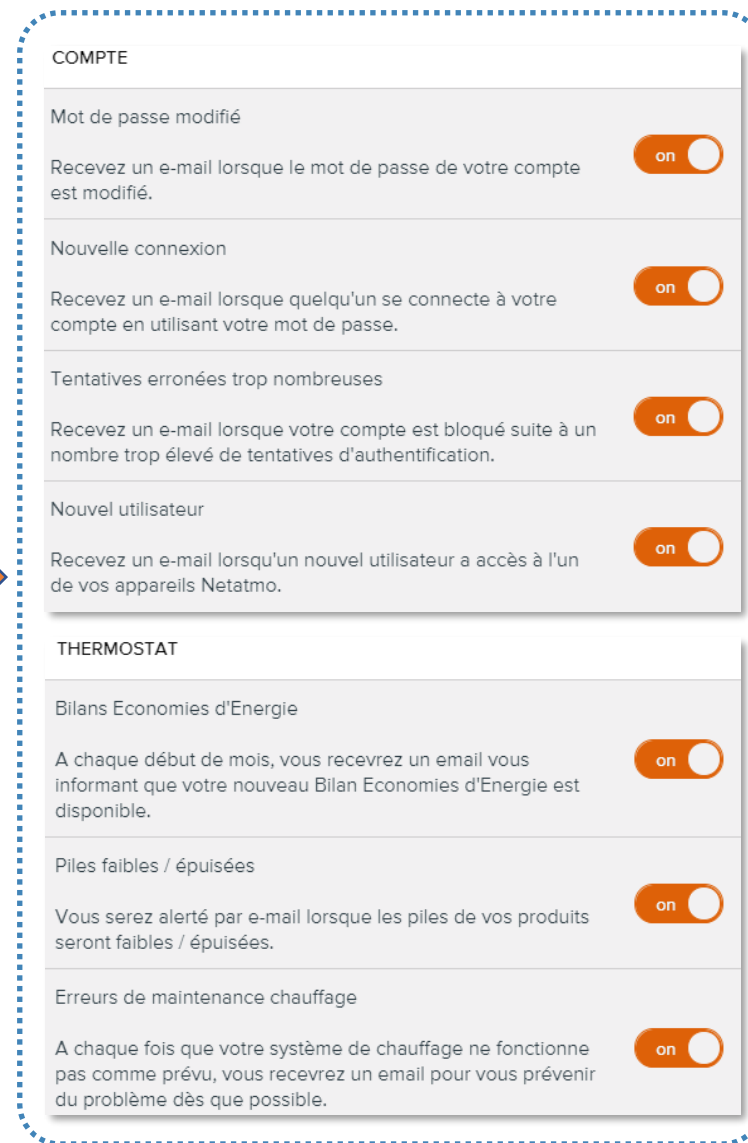 COMPTE
Mot de passe modifié
Recevez un e-mail lorsque le mot de passe de votre compte
est modifié.
on
Nouvelle connexion
Recevez un e-mail lorsque quelqu'un se connecte à votre
compte en utilisant votre mot de passe.
on
Tentatives erronées trop nombreuses
Recevez un e-mail lorsque votre compte est bloqué suite à un
nombre trop élevé de tentatives d'authentification.
on
Nouvel utilisateur
Recevez un e-mail lorsqu'un nouvel utilisateur a accès à l'un
de vos appareils Netatmo.
on
THERMOSTAT
Bilans Economies d'Energie
A chaque début de mois, vous recevrez un email vous
informant que votre nouveau Bilan Economies d'Energie est
disponible.
on
Piles faibles / épuisées
Vous serez alerté par e-mail lorsque les piles de vos produits
seront faibles / épuisées.
on
Erreurs de maintenance chauffage
A chaque fois que votre système de chauffage ne fonctionne
pas comme prévu, vous recevrez un email pour vous prévenir
du problème dès que possible.
on